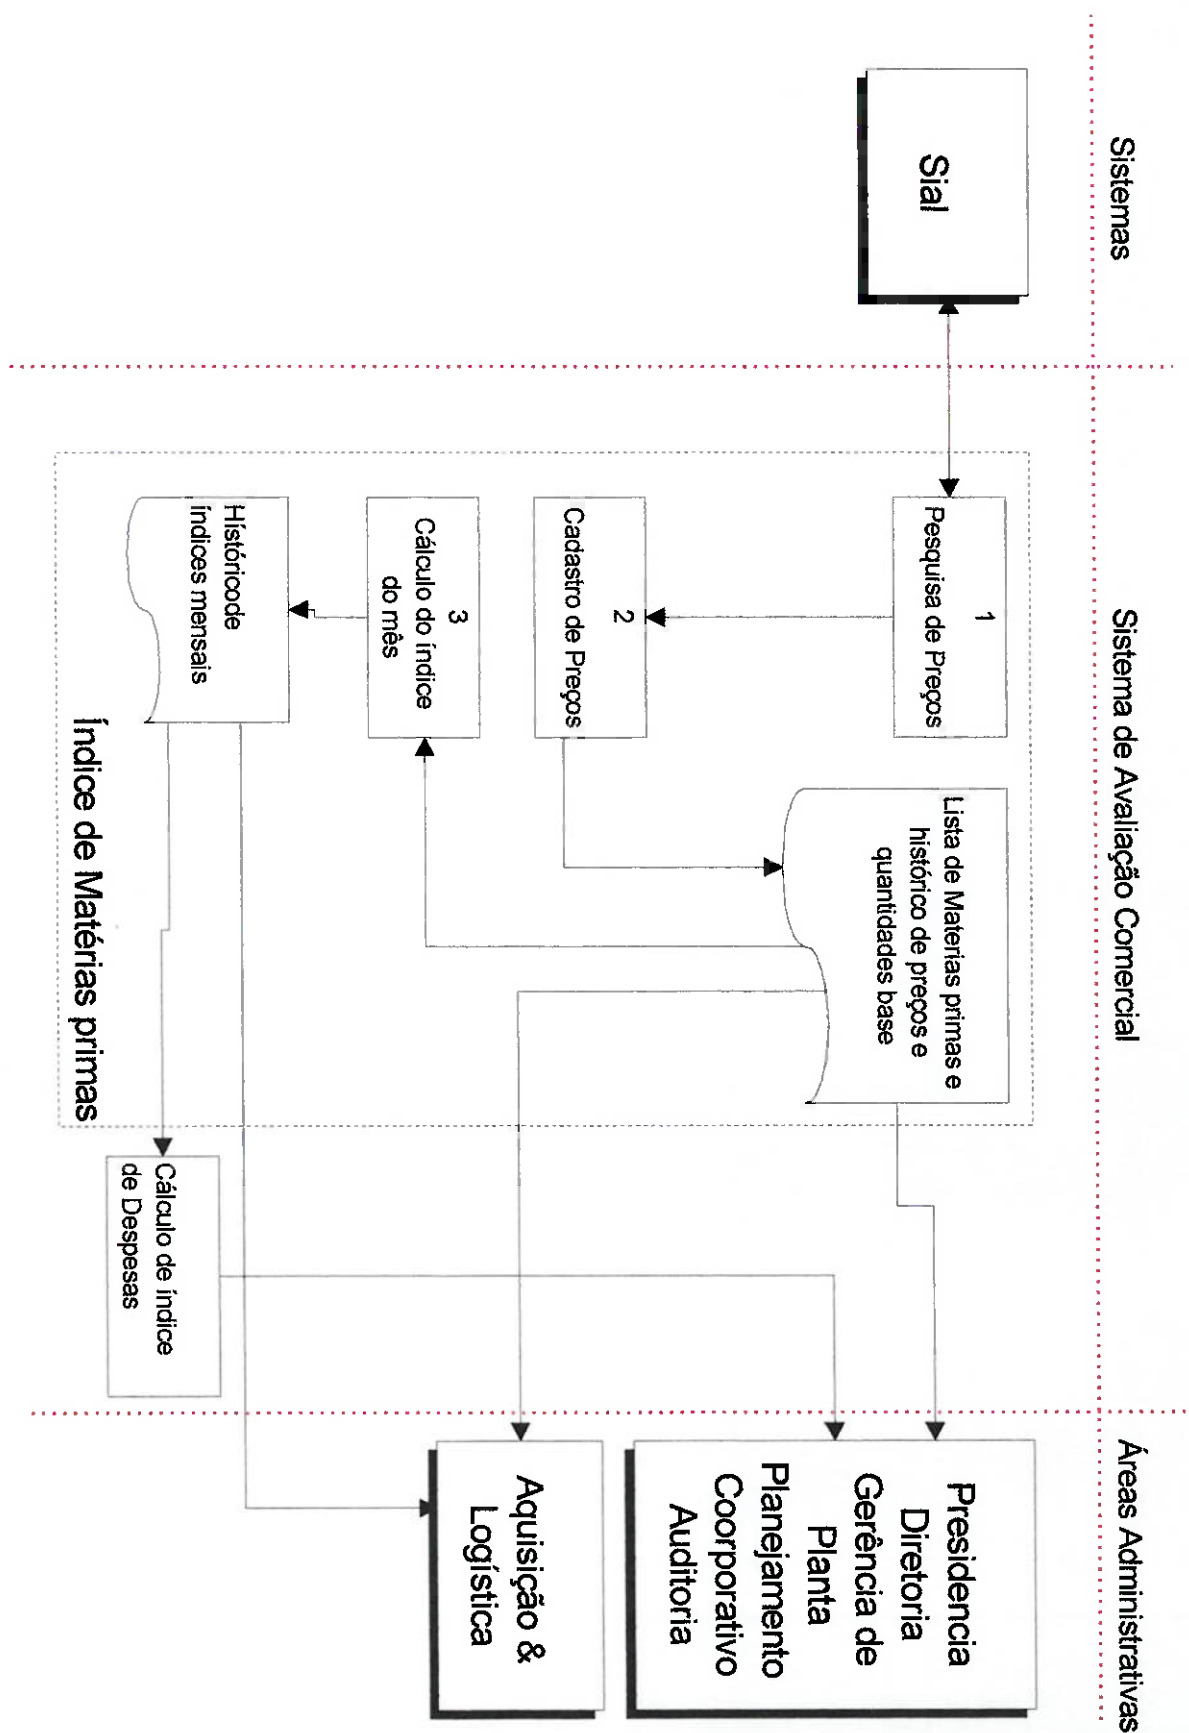 Sistemas
Sistema de Avaliação Comercial
Áreas Administrativas
Sial
1
Pesquisa de Preços
2
Cadastro de Preços
3
Cálculo do índice
do mês
Históricode
índices mensais
Lista de Materias primas e
histórico de preços e
quantidades base
Índice de Matérias primas
Cálculo de índice
de Despesas
Presidencia
Diretoria
Gerência de
Planta
Planejamento
Coorporativo
Auditoria
Aquisição &
Logística